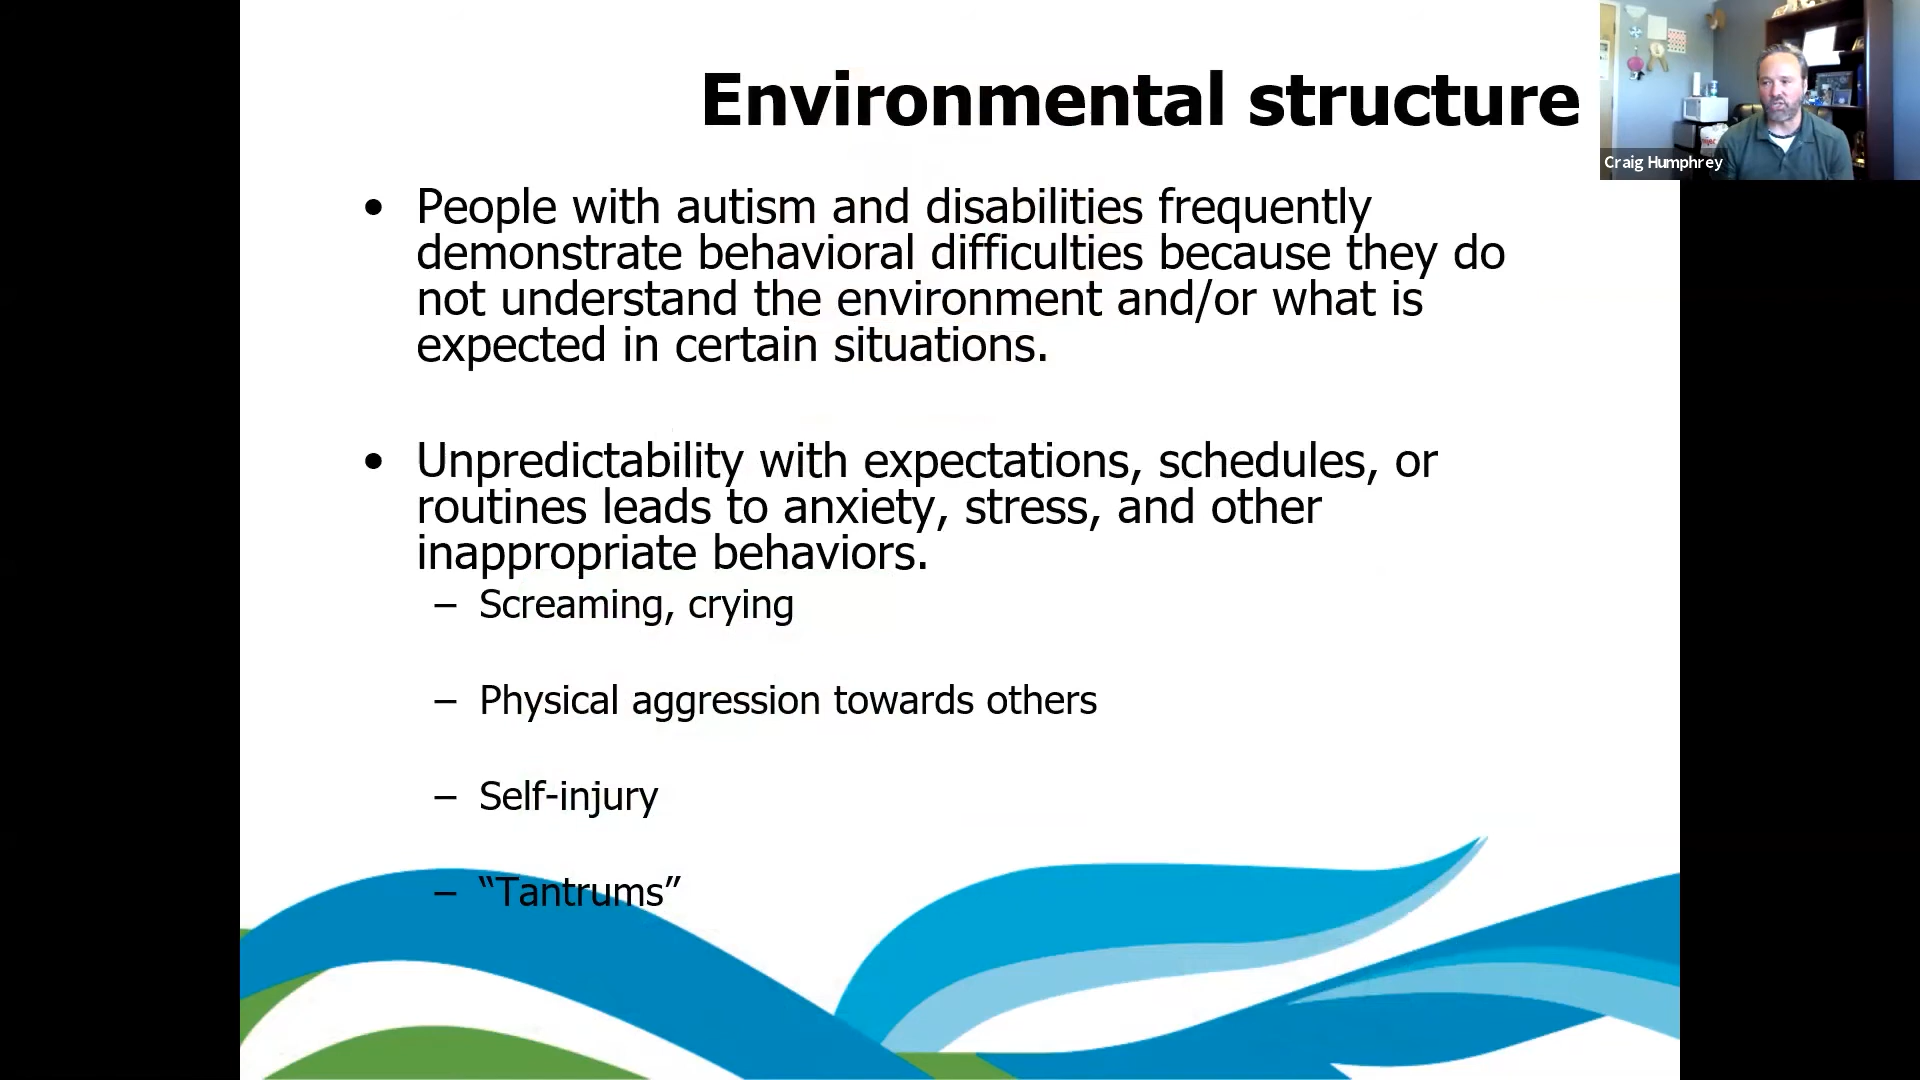 Environmental structure
Craig Humphrey
• People with autism and disabilities frequently
demonstrate behavioral difficulties because they do
not understand the environment and/or what is
expected in certain situations.
• Unpredictability with expectations, schedules, or
routines leads to anxiety, stress, and other
inappropriate behaviors.
– Screaming, crying
– Physical aggression towards others
– Self-injury
– “Tantrums”